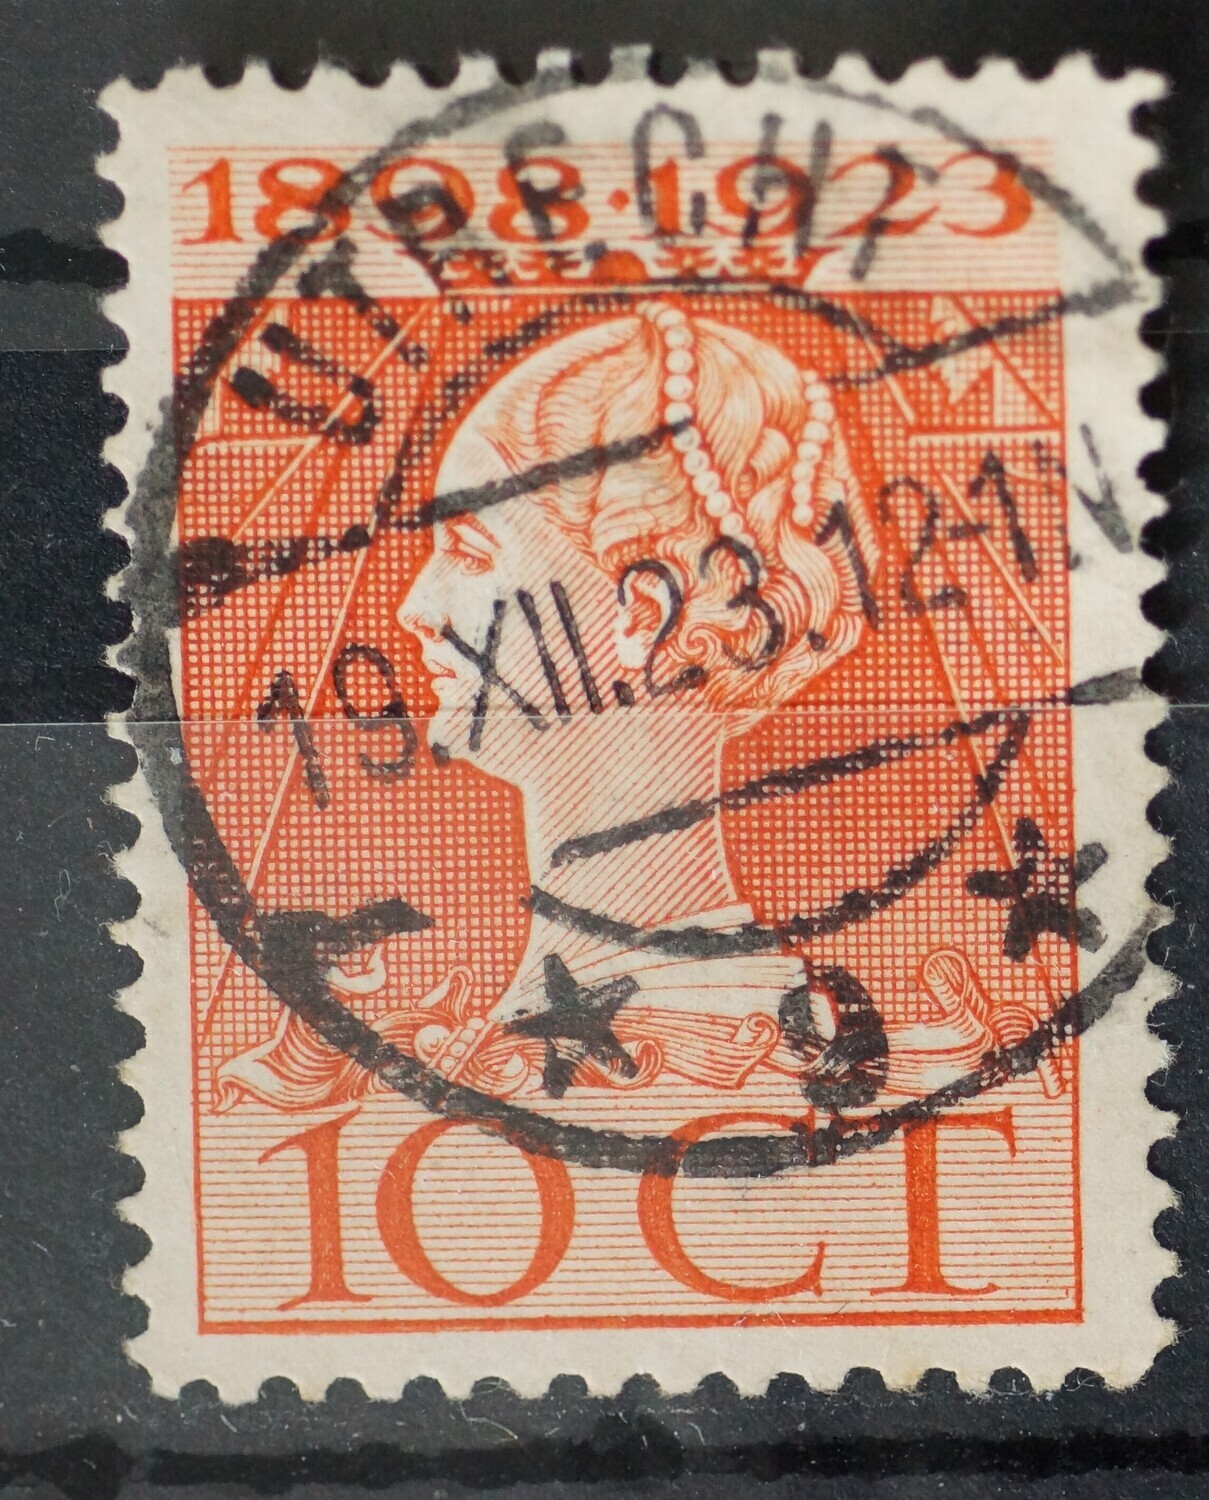 1898·1923
UTRECHT
19.XII.23.12-1N
9
10 CT